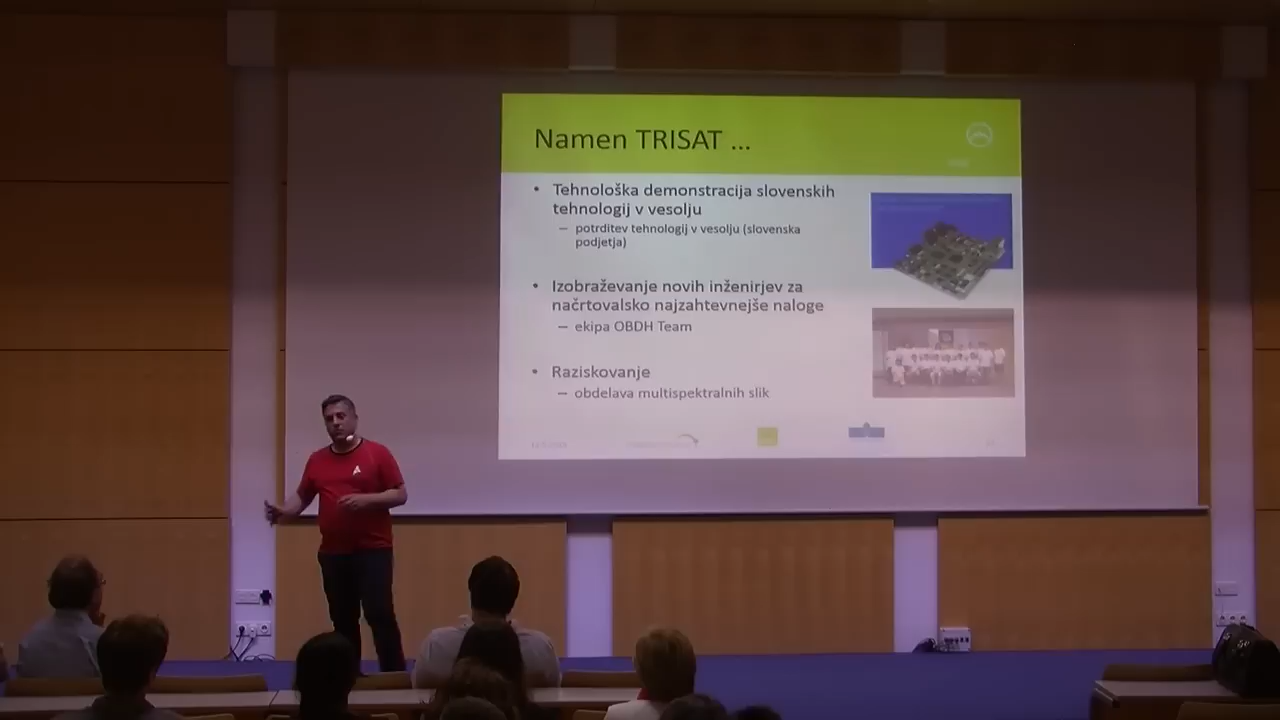 Namen TRISAT ...
• Tehnološka demonstracija slovenskih
tehnologij v vesolju
– potrditev tehnologij v vesolju (slovenska
podjetja)
• Izobraževanje novih inženirjev za
načrtovalsko najzahtevnejše naloge
– ekipa OBDH Team
• Raziskovanje
– obdelava multispektralnih slik